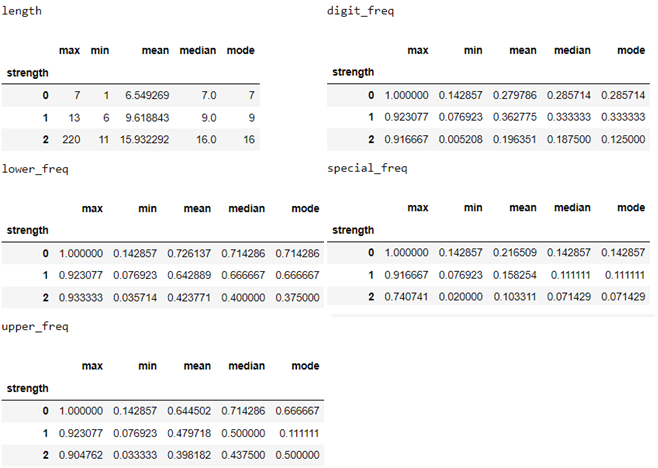 length
max min mean median mode
strength
0 7 1 6.549269 7.0 7
1 13 6 9.618843 9.0 9
2 220 11 15.932292 16.0 16
digit_freq
max min mean median mode
strength
0 1.000000 0.142857 0.279786 0.285714 0.285714
1 0.923077 0.076923 0.362775 0.333333 0.333333
2 0.916667 0.005208 0.196351 0.187500 0.125000
lower_freq
max min mean median mode
strength
0 1.000000 0.142857 0.726137 0.714286 0.714286
1 0.923077 0.076923 0.642889 0.666667 0.666667
2 0.933333 0.035714 0.423771 0.400000 0.375000
special_freq
max min mean median mode
strength
0 1.000000 0.142857 0.216509 0.142857 0.142857
1 0.916667 0.076923 0.158254 0.111111 0.111111
2 0.740741 0.020000 0.103311 0.071429 0.071429
upper_freq
max min mean median mode
strength
0 1.000000 0.142857 0.644502 0.714286 0.666667
1 0.923077 0.076923 0.479718 0.500000 0.111111
2 0.904762 0.033333 0.398182 0.437500 0.500000